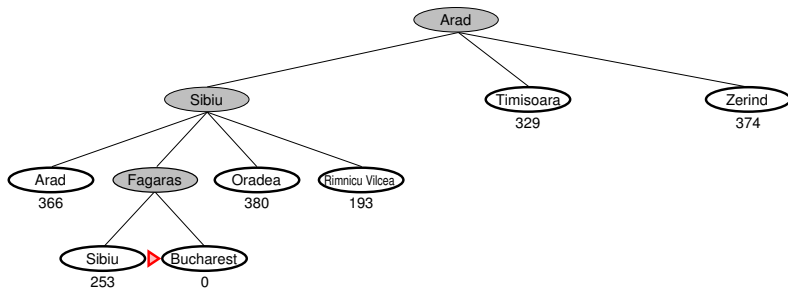 Arad
Sibiu
Timisoara
Zerind
329
374
Arad
Fagaras
Oradea
Rimnicu Vilcea
366
380
193
Sibiu
Bucharest
253
0